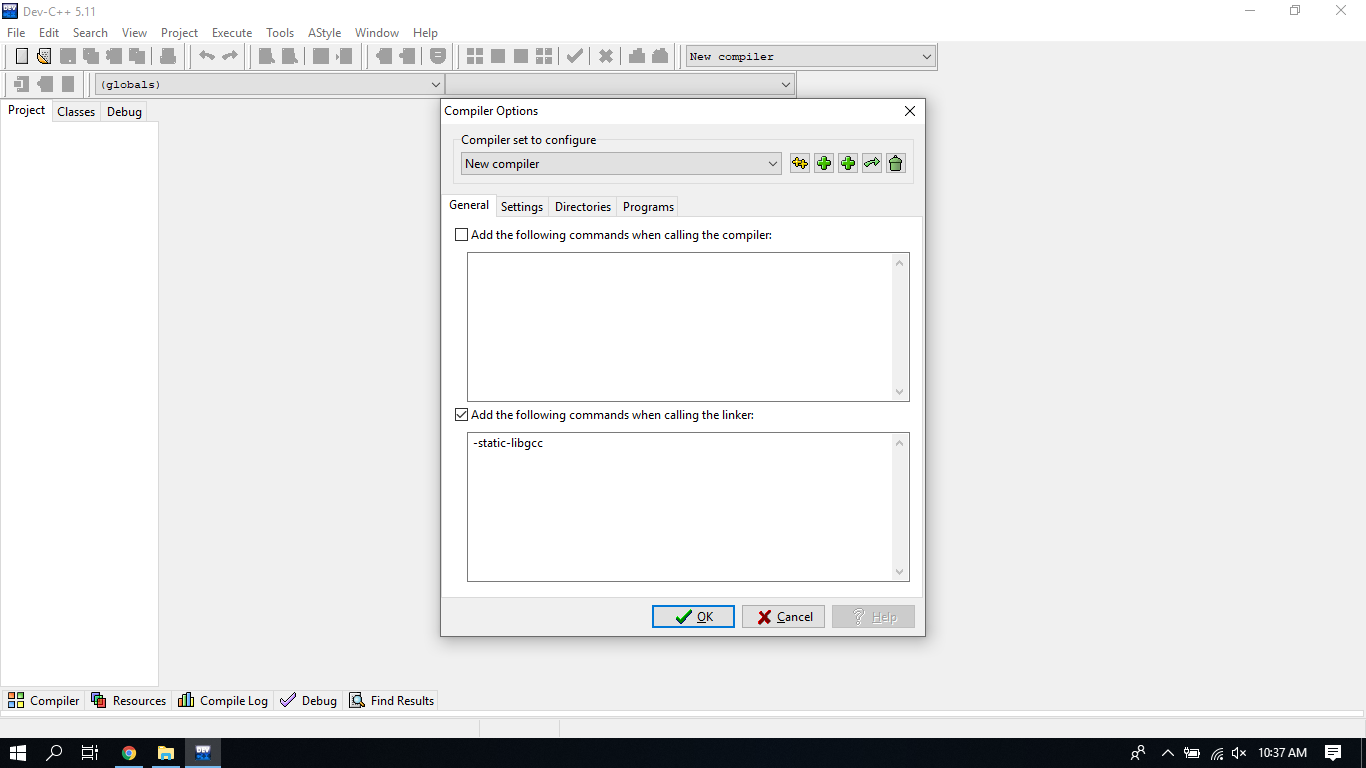 Dev-C++ 5.11
File Edit Search View Project Execute Tools AStyle Window Help
New compiler
(globals)
Project Classes Debug
Compiler Options
Compiler set to configure
New compiler
General Settings Directories Programs
Add the following commands when calling the compiler:
Add the following commands when calling the linker:
-static-libgcc
OK Cancel Help
Compiler Resources Compile Log Debug Find Results
DEV
10:37 AM